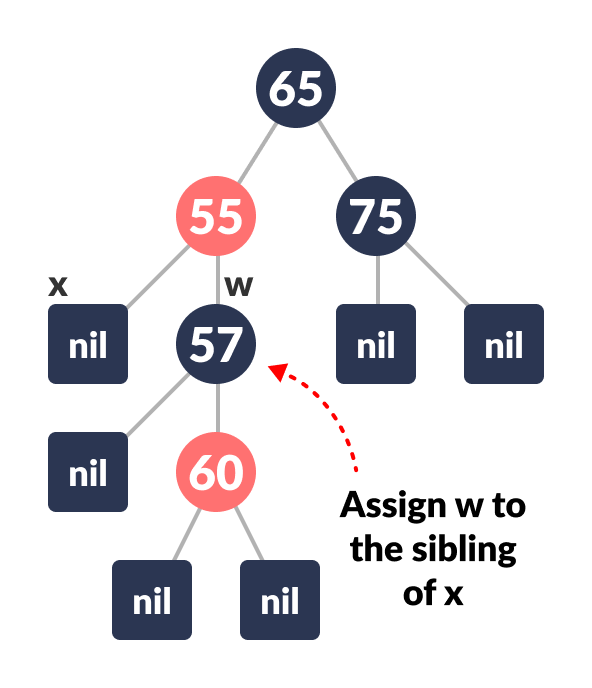 65
55 75
x w
nil 57 nil nil
nil 60
Assign w to
the sibling
of x
nil nil